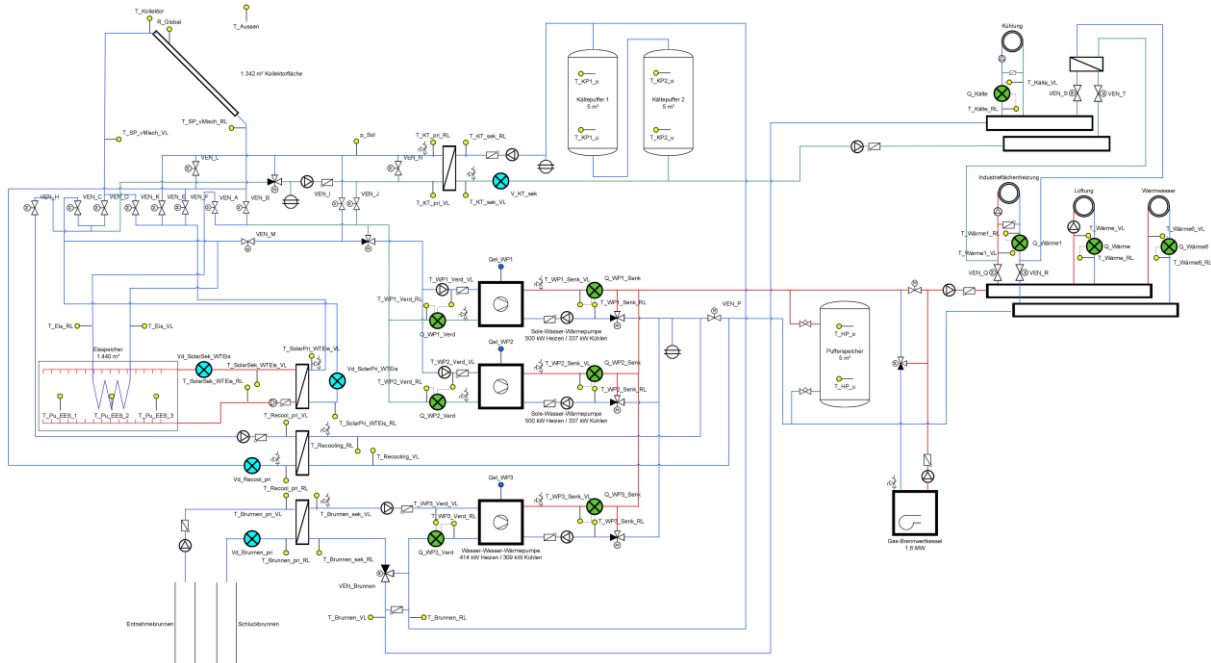 T_Kollektor
R_Global
T_Aussen
1.342 m² Kollektorfläche
T_SP_vMisch_RL
T_SP_vMisch_VL
p_Sol
T_KT_pri_RL
T_KT_sek_RL
T_KP1_o
Kältepuffer 1
5 m³
T_KP1_u
T_KP2_o
Kältepuffer 2
5 m³
T_KP2_u
Kühlung
T_Kälte_VL
Q_Kälte
T_Kälte_RL
VEN_S
VEN_T
VEN_L
VEN_N
VEN_I
VEN_J
T_KT_pri_VL
T_KT_sek_VL
V_KT_sek
VEN_H
VEN_C
VEN_D
VEN_K
VEN_E
VEN_F
VEN_A
VEN_B
VEN_M
Industrieflächenheizung
Lüftung
Warmwasser
T_Wärme1_RL
Q_Wärme1
T_Wärme1_VL
T_Wärme_VL
Q_Wärme
T_Wärme_RL
T_Wärme6_VL
Q_Wärme6
T_Wärme6_RL
VEN_Q
VEN_R
Qel_WP1
T_WP1_Verd_VL
T_WP1_Verd_RL
Q_WP1_Verd
T_WP1_Senk_VL
Q_WP1_Senk
T_WP1_Senk_RL
VEN_P
Sole-Wasser-Wärmepumpe
500 kW Heizen / 337 kW Kühlen
T_Eis_RL
T_Eis_VL
Eisspeicher
1.440 m³
Vd_SolarSek_WTEis
T_SolarSek_WTEis_VL
T_SolarSek_WTEis_RL
T_SolarPri_WTEis_VL
Vd_SolarPri_WTEis
T_SolarPri_WTEis_RL
T_Pu_EES_1
T_Pu_EES_2
T_Pu_EES_3
Qel_WP2
T_WP2_Verd_VL
T_WP2_Verd_RL
Q_WP2_Verd
T_WP2_Senk_VL
Q_WP2_Senk
T_WP2_Senk_RL
Sole-Wasser-Wärmepumpe
500 kW Heizen / 337 kW Kühlen
T_HP_o
Pufferspeicher
5 m³
T_HP_u
T_Recool_pri_VL
T_Recooling_RL
T_Recooling_VL
Vd_Recool_pri
T_Recool_pri_RL
T_Brunnen_pri_VL
T_Brunnen_sek_VL
Vd_Brunnen_pri
T_Brunnen_pri_RL
T_Brunnen_sek_RL
Qel_WP3
T_WP3_Verd_VL
T_WP3_Verd_RL
Q_WP3_Verd
T_WP3_Senk_VL
Q_WP3_Senk
T_WP3_Senk_RL
Wasser-Wasser-Wärmepumpe
414 kW Heizen / 309 kW Kühlen
Gas-Brennwertkessel
1,6 MW
VEN_Brunnen
T_Brunnen_VL
T_Brunnen_RL
Entnahmebrunnen
Schluckbrunnen